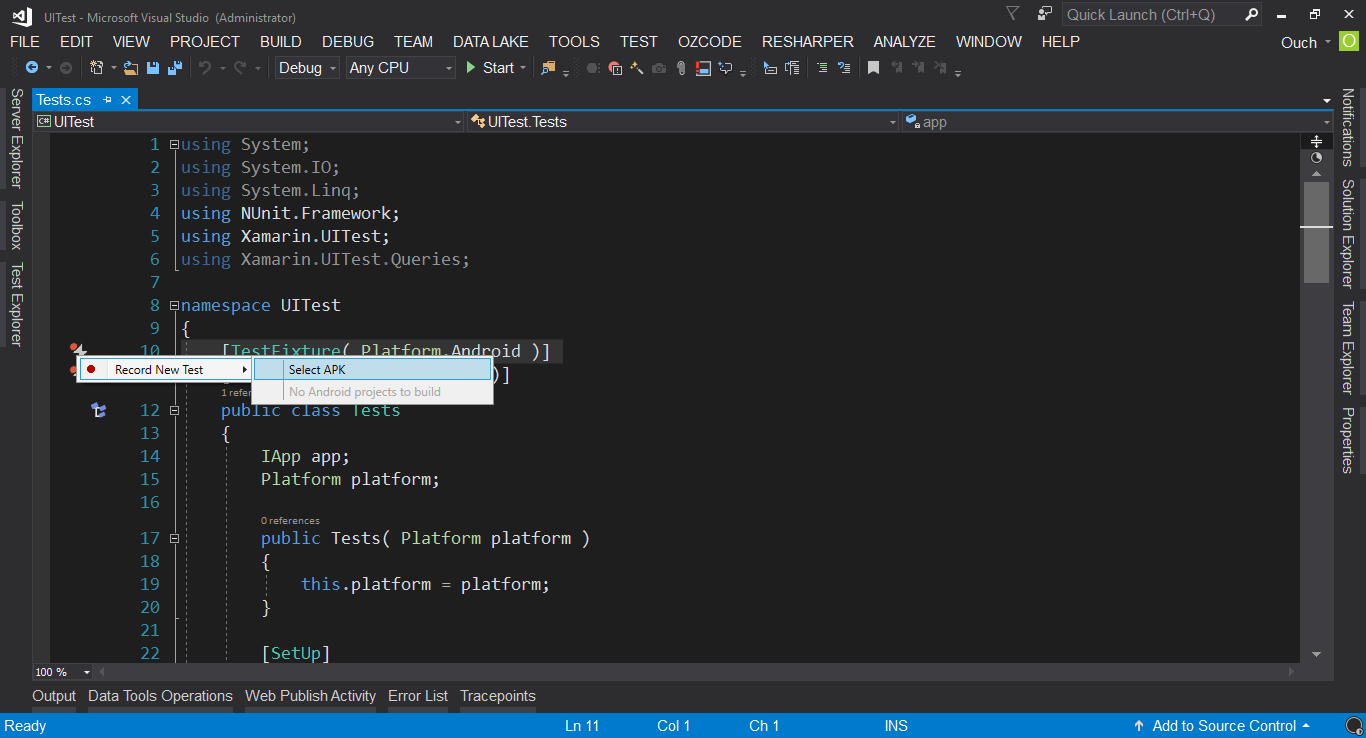 UITest - Microsoft Visual Studio (Administrator)
Quick Launch (Ctrl+Q)
FILE EDIT VIEW PROJECT BUILD DEBUG TEAM DATA LAKE TOOLS TEST OZCODE RESHARPER ANALYZE WINDOW HELP
Ouch
O
Debug Any CPU Start
Server Explorer
Toolbox
Test Explorer
Tests.cs
C# UITest
UITest.Tests
app
1 using System;
2 using System.IO;
3 using System.Linq;
4 using NUnit.Framework;
5 using Xamarin.UITest;
6 using Xamarin.UITest.Queries;
7
8 namespace UITest
9 {
10 [TestFixture( Platform.Android )]
)]
Record New Test
Select APK
No Android projects to build
1 refer
12 public class Tests
13 {
14 IApp app;
15 Platform platform;
16
0 references
17 public Tests( Platform platform )
18 {
19 this.platform = platform;
20 }
21
22 [SetUp]
100 %
Notifications
Solution Explorer
Team Explorer
Properties
Output Data Tools Operations Web Publish Activity Error List Tracepoints
Ready Ln 11 Col 1 Ch 1 INS Add to Source Control